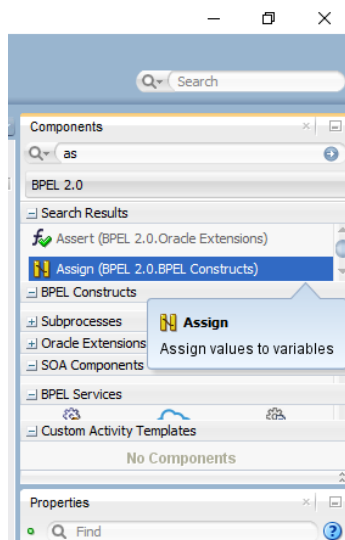 Search
Components
as
BPEL 2.0
Search Results
Assert (BPEL 2.0.Oracle Extensions)
Assign (BPEL 2.0.BPEL Constructs)
BPEL Constructs
Subprocesses
Assign
Oracle Extensions
Assign values to variables
SOA Components
BPEL Services
Custom Activity Templates
No Components
Properties
Find